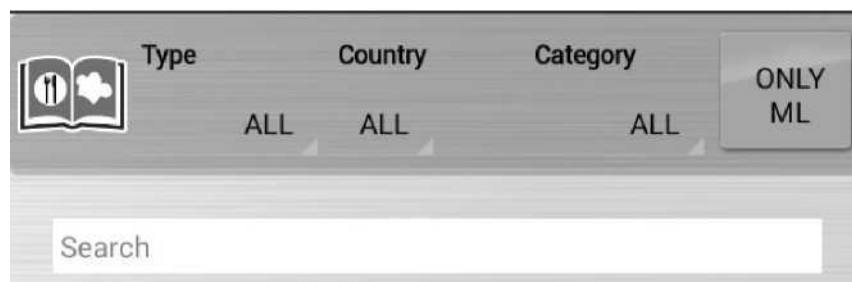 Type Country Category
ONLY
ML
ALL ALL ALL
Search